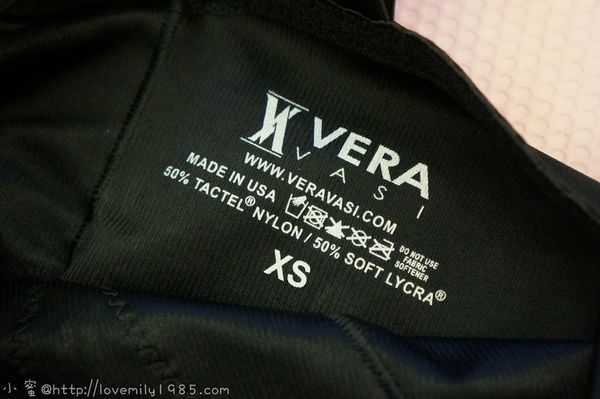 VERA
VASI
WWW.VERAVASI.COM
MADE IN USA
DO NOT USE
FABRIC
SOFTENER
50% TACTEL® NYLON / 50% SOFT LYCRA®
XS
小蜜@http://lovemily1985.com